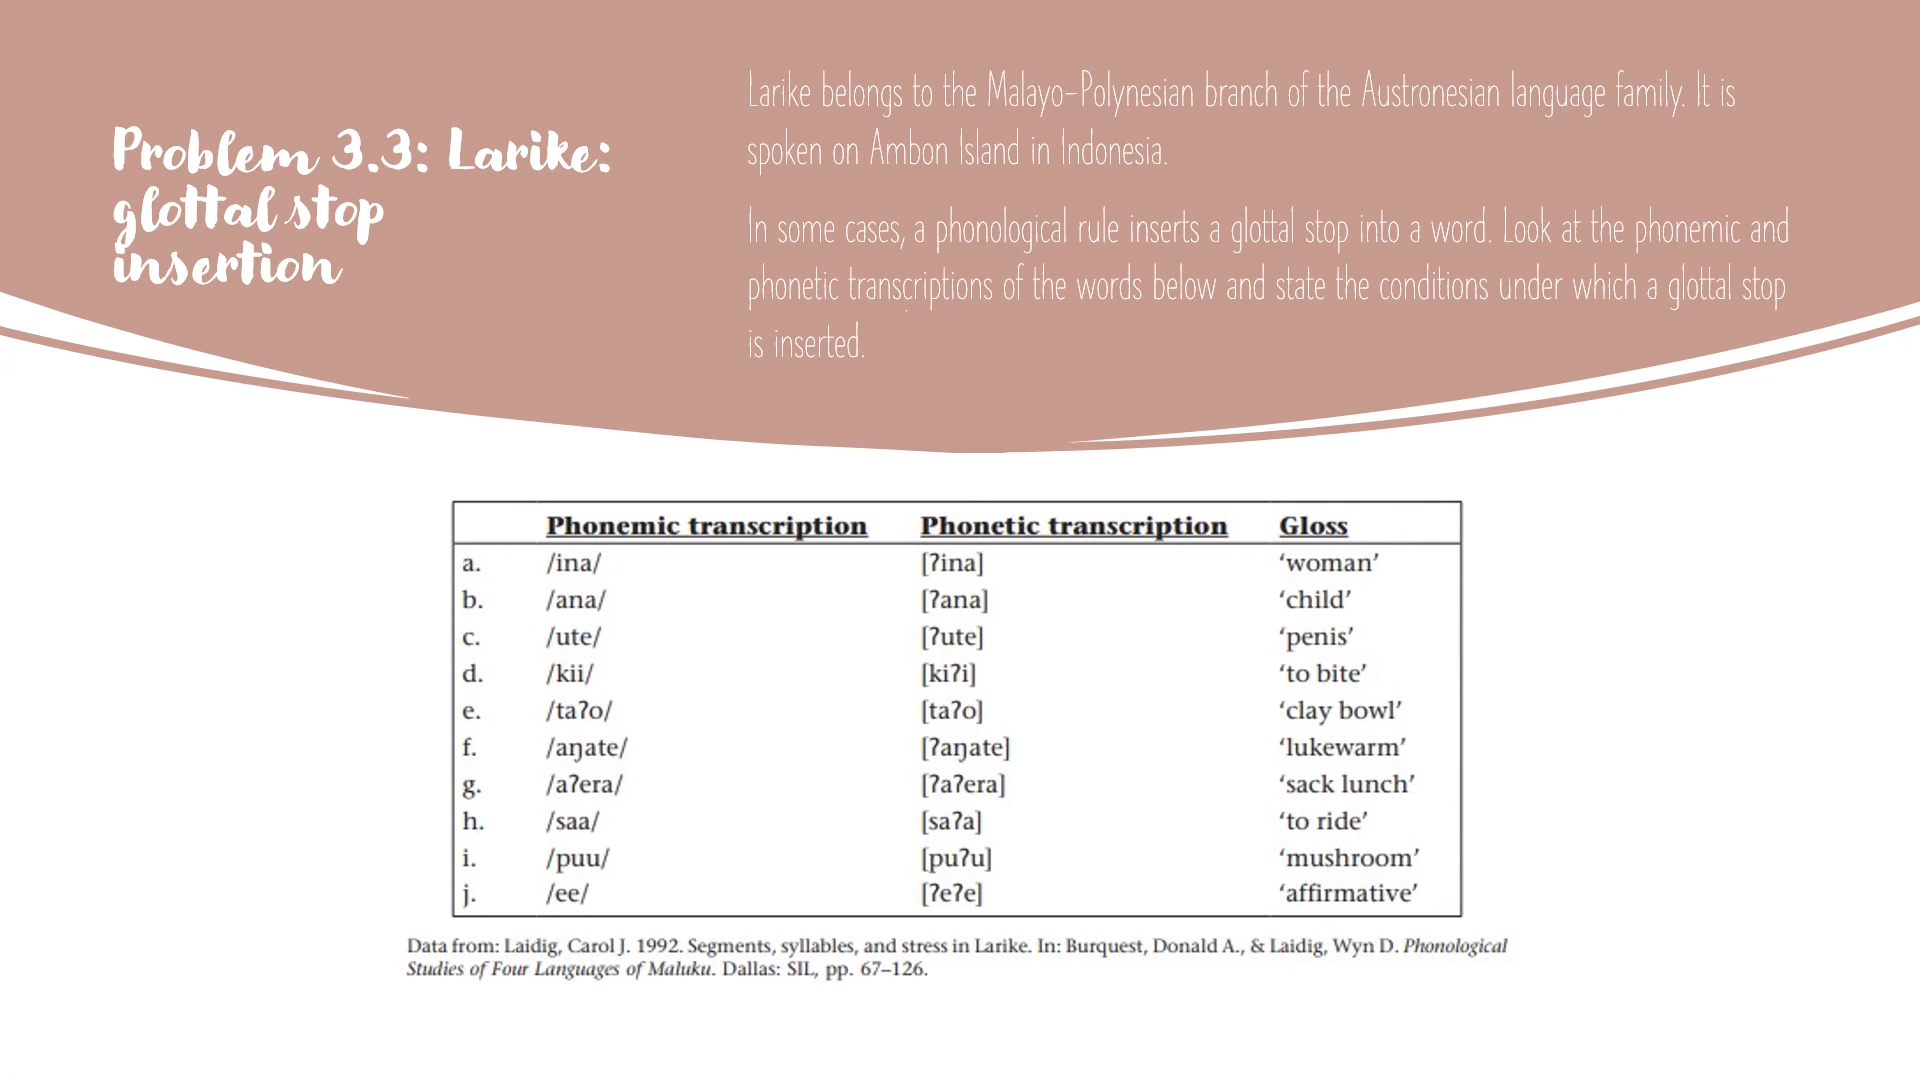 Problem 3.3: Larike:
glottal stop
insertion
Larike belongs to the Malayo-Polynesian branch of the Austronesian language family. It is
spoken on Ambon Island in Indonesia.
In some cases, a phonological rule inserts a glottal stop into a word. Look at the phonemic and
phonetic transcriptions of the words below and state the conditions under which a glottal stop
is inserted.
Phonemic transcription Phonetic transcription Gloss
a. /ina/ [ʔina] ‘woman’
b. /ana/ [ʔana] ‘child’
c. /ute/ [ʔute] ‘penis’
d. /kii/ [kiʔi] ‘to bite’
e. /taʔo/ [taʔo] ‘clay bowl’
f. /aŋate/ [ʔaŋate] ‘lukewarm’
g. /aʔera/ [ʔaʔera] ‘sack lunch’
h. /saa/ [saʔa] ‘to ride’
i. /puu/ [puʔu] ‘mushroom’
j. /ee/ [ʔeʔe] ‘affirmative’
Data from: Laidig, Carol J. 1992. Segments, syllables, and stress in Larike. In: Burquest, Donald A., & Laidig, Wyn D. Phonological
Studies of Four Languages of Maluku. Dallas: SIL, pp. 67–126.